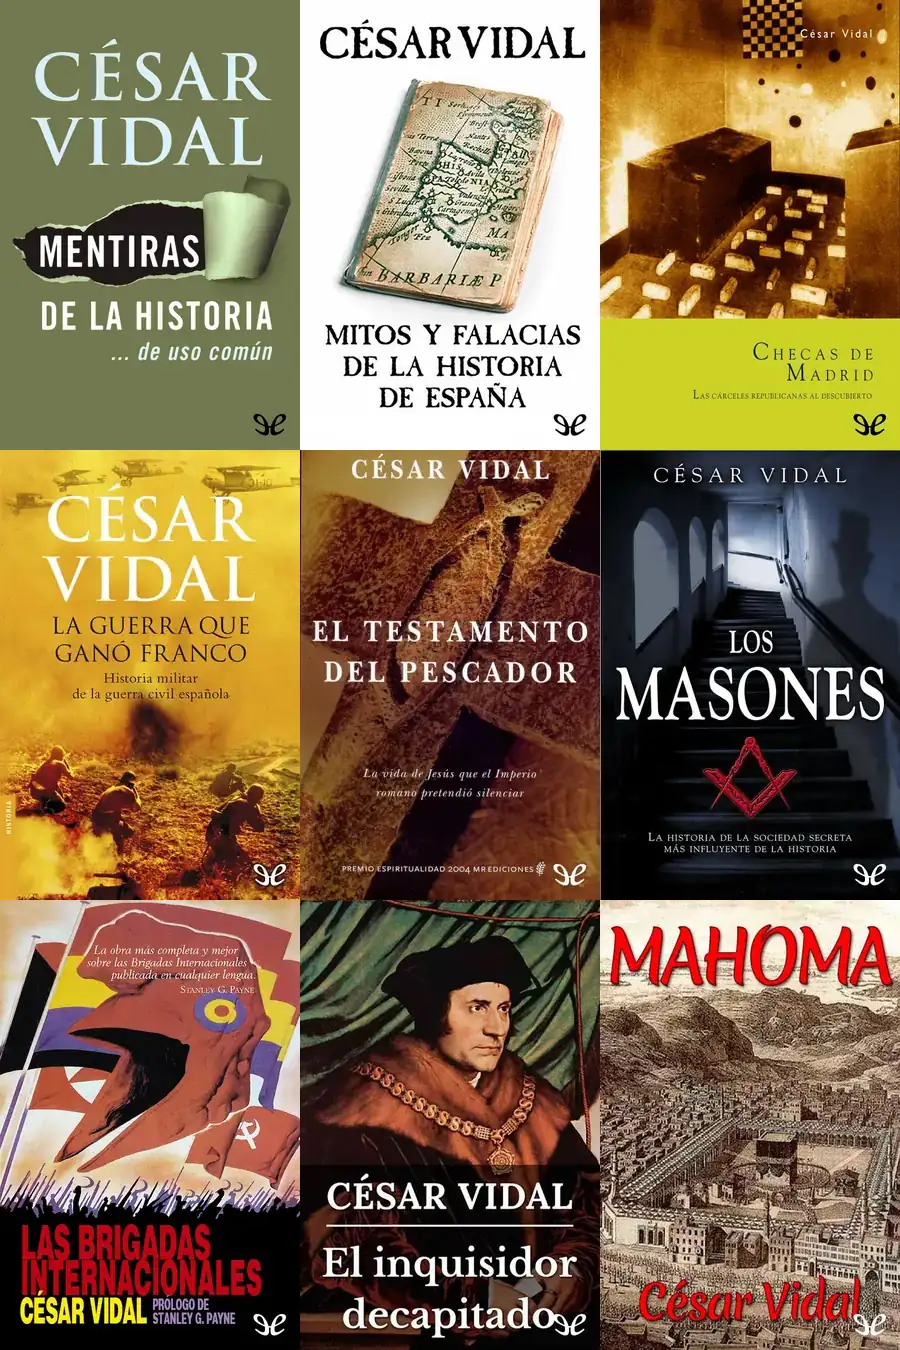 CÉSAR
VIDAL
MENTIRAS
DE LA HISTORIA
... de uso común
CÉSAR VIDAL
HIS
NIA
MA
BARBARIÆ P
MITOS Y FALACIAS
DE LA HISTORIA
DE ESPAÑA
César Vidal
CHECAS DE
MADRID
LAS CÁRCELES REPUBLICANAS AL DESCUBIERTO
CÉSAR
VIDAL
LA GUERRA QUE
GANÓ FRANCO
Historia militar
de la guerra civil española
HISTORIA
CÉSAR VIDAL
EL TESTAMENTO
DEL PESCADOR
La vida de Jesús que el Imperio
romano pretendió silenciar
PREMIO ESPIRITUALIDAD 2004 MR EDICIONES
CÉSAR VIDAL
LOS
MASONES
LA HISTORIA DE LA SOCIEDAD SECRETA
MÁS INFLUYENTE DE LA HISTORIA
La obra más completa y mejor
sobre las Brigadas Internacionales
publicada en cualquier lengua.
STANLEY G. PAYNE
LAS BRIGADAS
INTERNACIONALES
CÉSAR VIDAL
PRÓLOGO DE
STANLEY G. PAYNE
CÉSAR VIDAL
El inquisidor
decapitado
MAHOMA
César Vidal